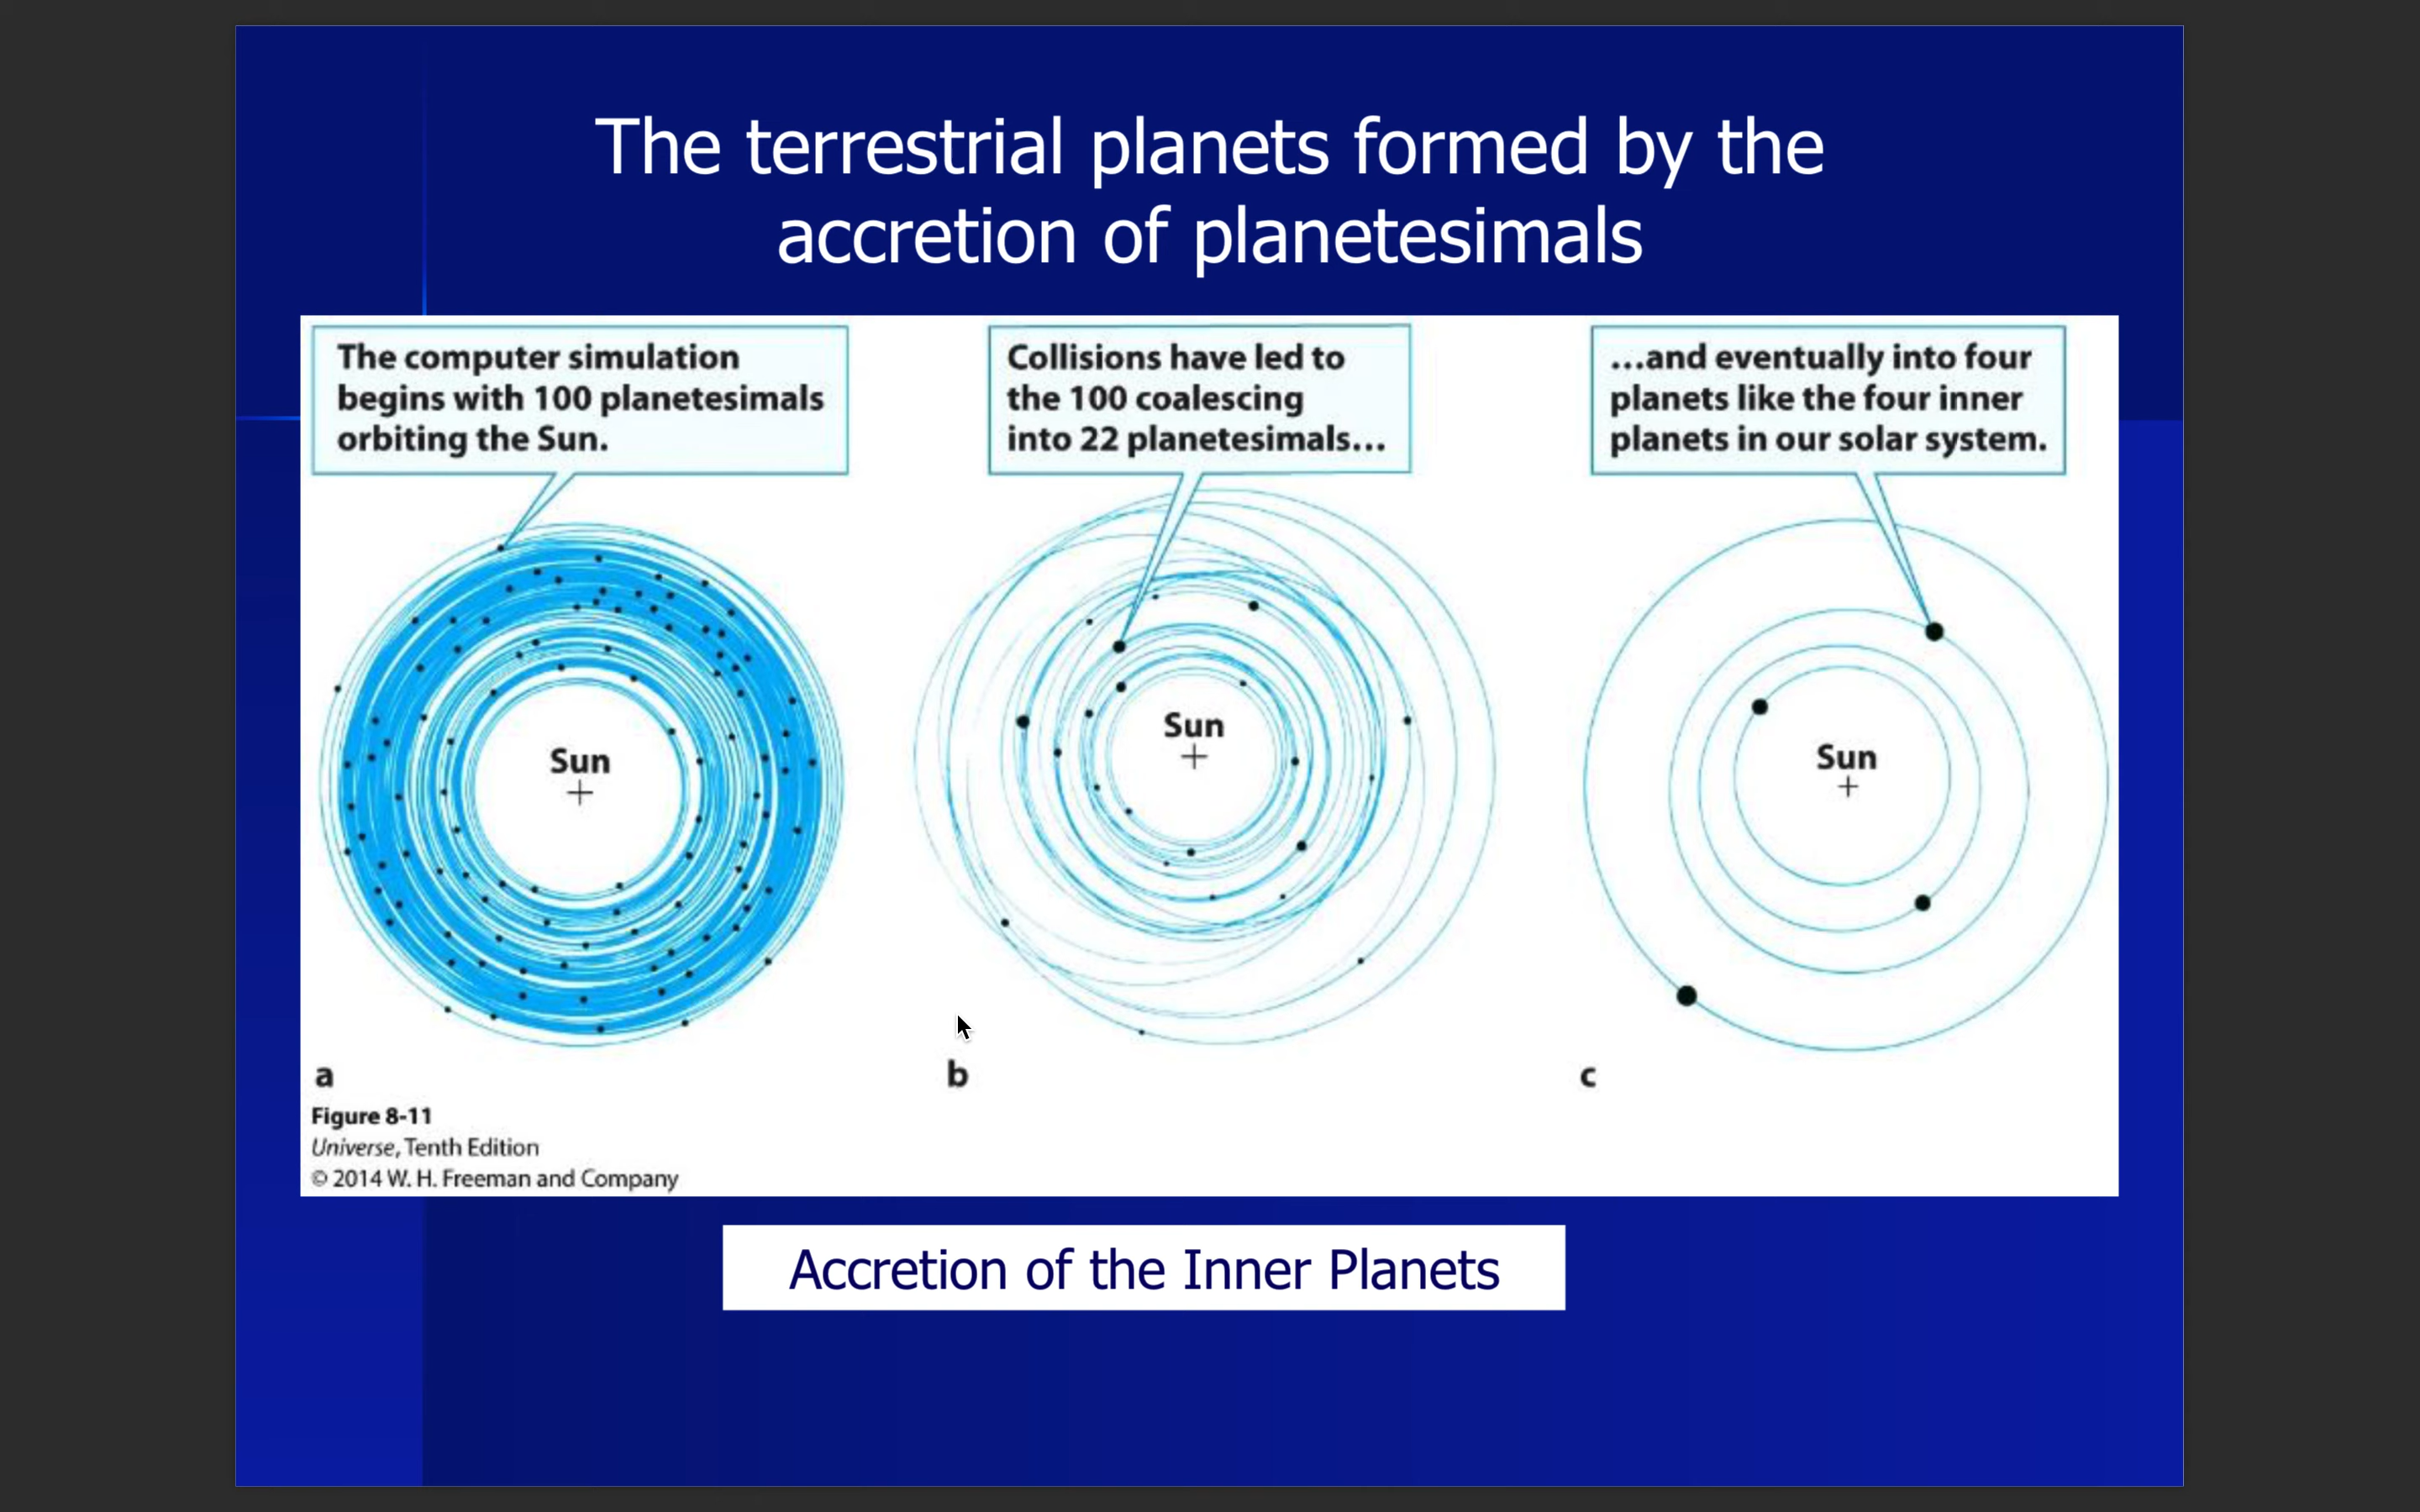 The terrestrial planets formed by the
accretion of planetesimals
The computer simulation
begins with 100 planetesimals
orbiting the Sun.
Collisions have led to
the 100 coalescing
into 22 planetesimals...
...and eventually into four
planets like the four inner
planets in our solar system.
Sun
Sun
Sun
a
b
c
Figure 8-11
Universe, Tenth Edition
© 2014 W. H. Freeman and Company
Accretion of the Inner Planets